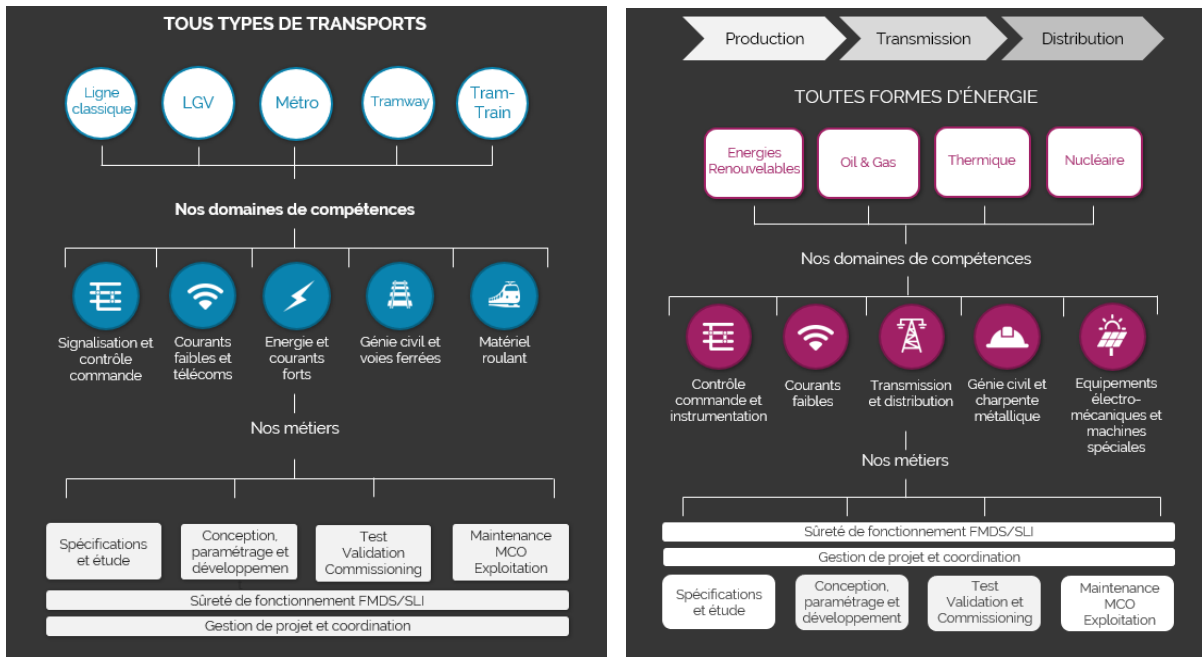 TOUS TYPES DE TRANSPORTS
Ligne
classique
LGV
Métro
Tramway
Tram-
Train
Nos domaines de compétences
Signalisation et
contrôle
commande
Courants
faibles et
télécoms
Energie et
courants
forts
Génie civil et
voies ferrées
Matériel
roulant
Nos métiers
Spécifications
et étude
Conception,
paramétrage et
développemen
Test
Validation
Commissioning
Maintenance
MCO
Exploitation
Sûreté de fonctionnement FMDS/SLI
Gestion de projet et coordination
Production
Transmission
Distribution
TOUTES FORMES D'ÉNERGIE
Energies
Renouvelables
Oil & Gas
Thermique
Nucléaire
Nos domaines de compétences
Contrôle
commande et
instrumentation
Courants
faibles
Transmission
et distribution
Génie civil et
charpente
métallique
Equipements
électro-
mécaniques et
machines
spéciales
Nos métiers
Sûreté de fonctionnement FMDS/SLI
Gestion de projet et coordination
Spécifications
et étude
Conception,
paramétrage et
développement
Test
Validation et
Commissioning
Maintenance
MCO
Exploitation